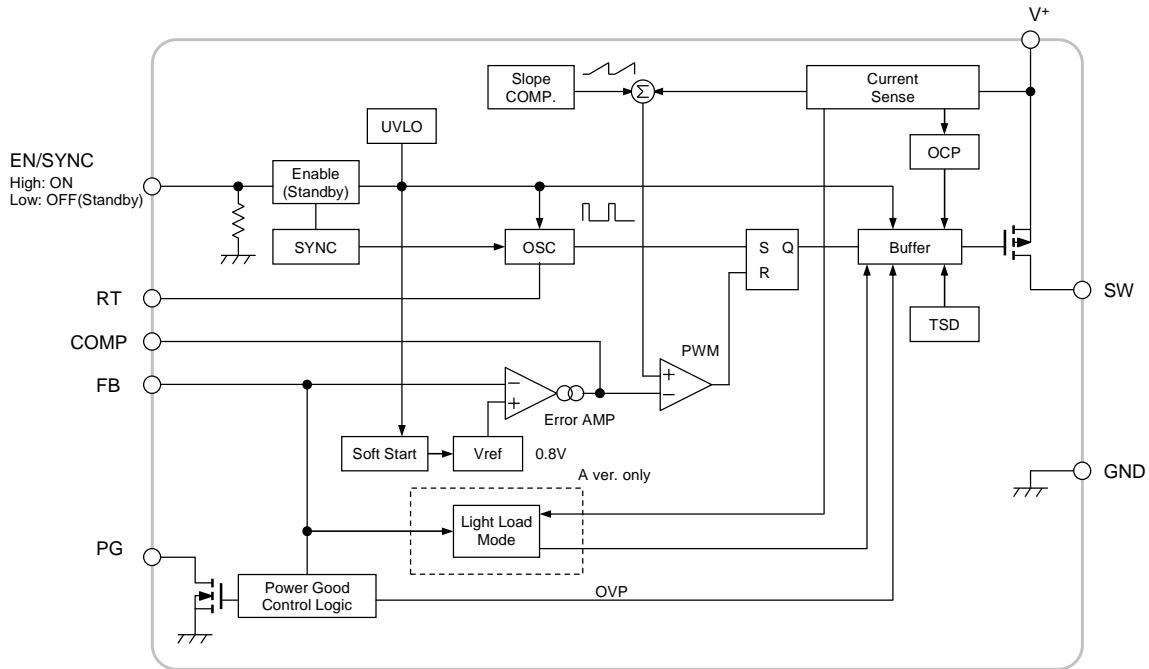 V+
Slope
COMP.
Σ
Current
Sense
UVLO
OCP
EN/SYNC
High: ON
Low: OFF(Standby)
Enable
(Standby)
SYNC
OSC
S Q
R
Buffer
RT
SW
TSD
COMP
PWM
FB
−
+
+
−
Error AMP
Soft Start
Vref
0.8V
GND
A ver. only
Light Load
Mode
PG
Power Good
Control Logic
OVP